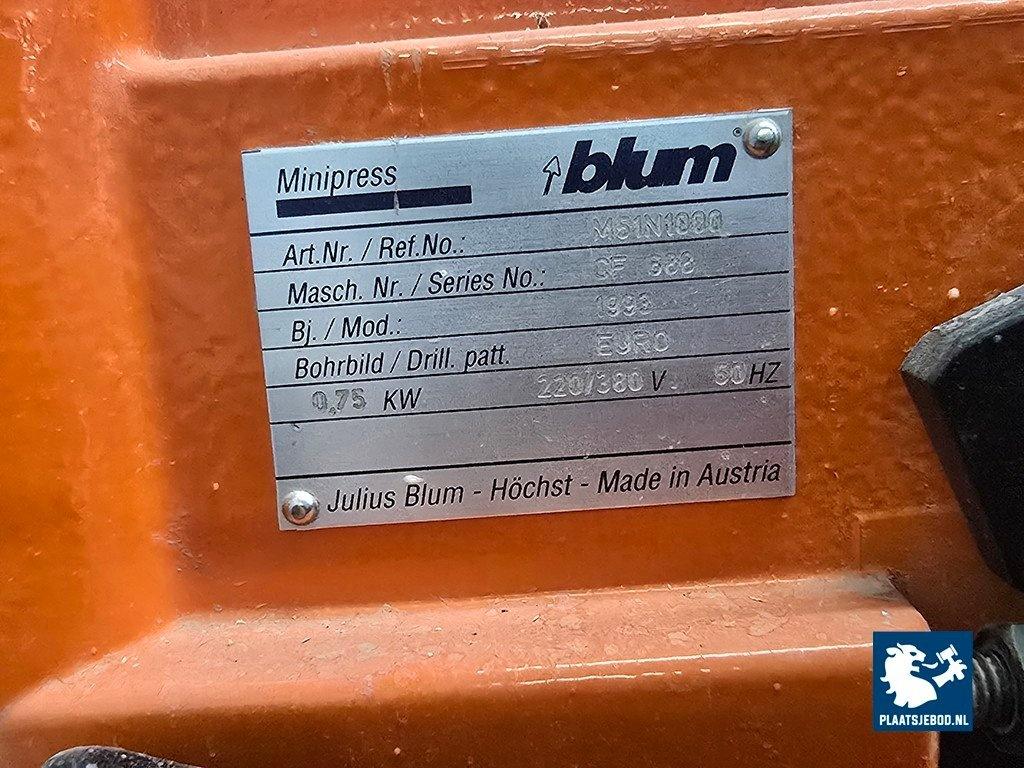 Minipress
blum®
Art.Nr. / Ref.No.: M51N1000
Masch. Nr. / Series No.:
Bj. / Mod.:
Bohrbild / Drill. patt. EURO
0,75 KW 220/380 V 50 HZ
Julius Blum - Höchst - Made in Austria
PLAATSJEBOD.NL